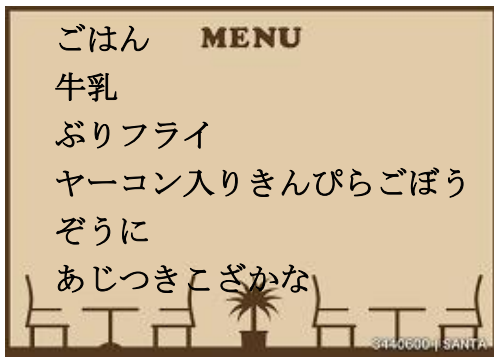 MENU
ごはん
牛乳
ぶりフライ
ヤーコン入りきんぴらごぼう
ぞうに
あじつきこざかな
3440600 | SANTA